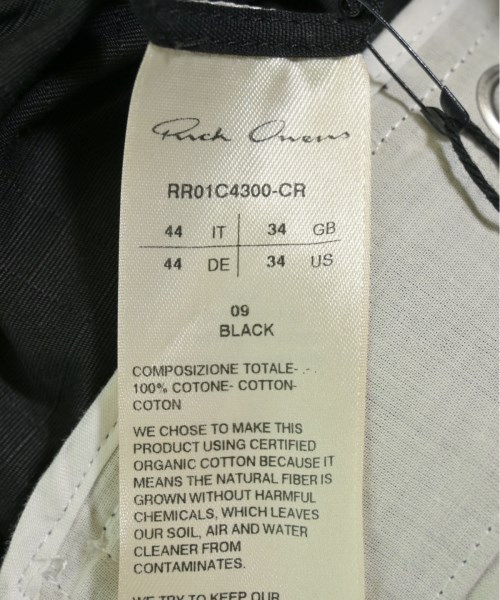 Rick Owens
RR01C4300-CR
44 IT 34 GB
44 DE 34 US
09
BLACK
COMPOSIZIONE TOTALE- . - .
100% COTONE- COTTON-
COTON
WE CHOSE TO MAKE THIS
PRODUCT USING CERTIFIED
ORGANIC COTTON BECAUSE IT
MEANS THE NATURAL FIBER IS
GROWN WITHOUT HARMFUL
CHEMICALS, WHICH LEAVES
OUR SOIL, AIR AND WATER
CLEANER FROM
CONTAMINATES.
WE TRY TO KEEP OUR